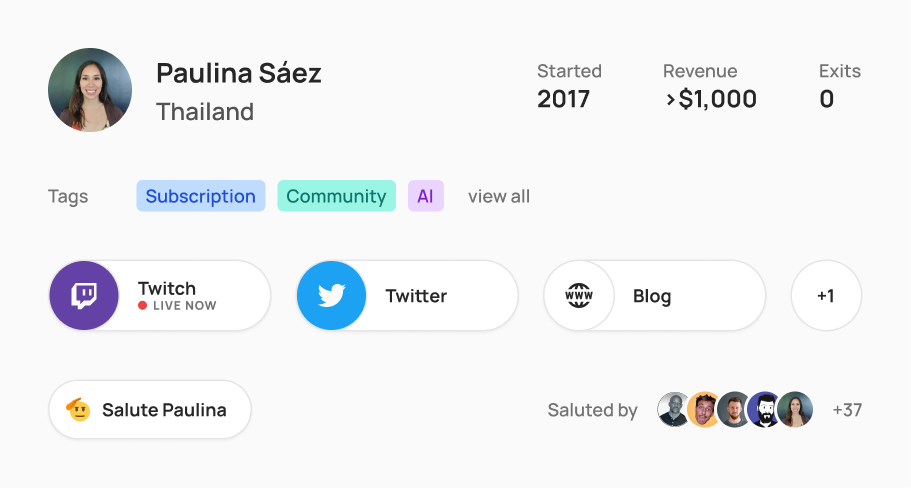 Paulina Sáez
Thailand
Started
2017
Revenue
>$1,000
Exits
0
Tags
Subscription
Community
AI
view all
Twitch
LIVE NOW
Twitter
WWW
Blog
+1
Salute Paulina
Saluted by
+37